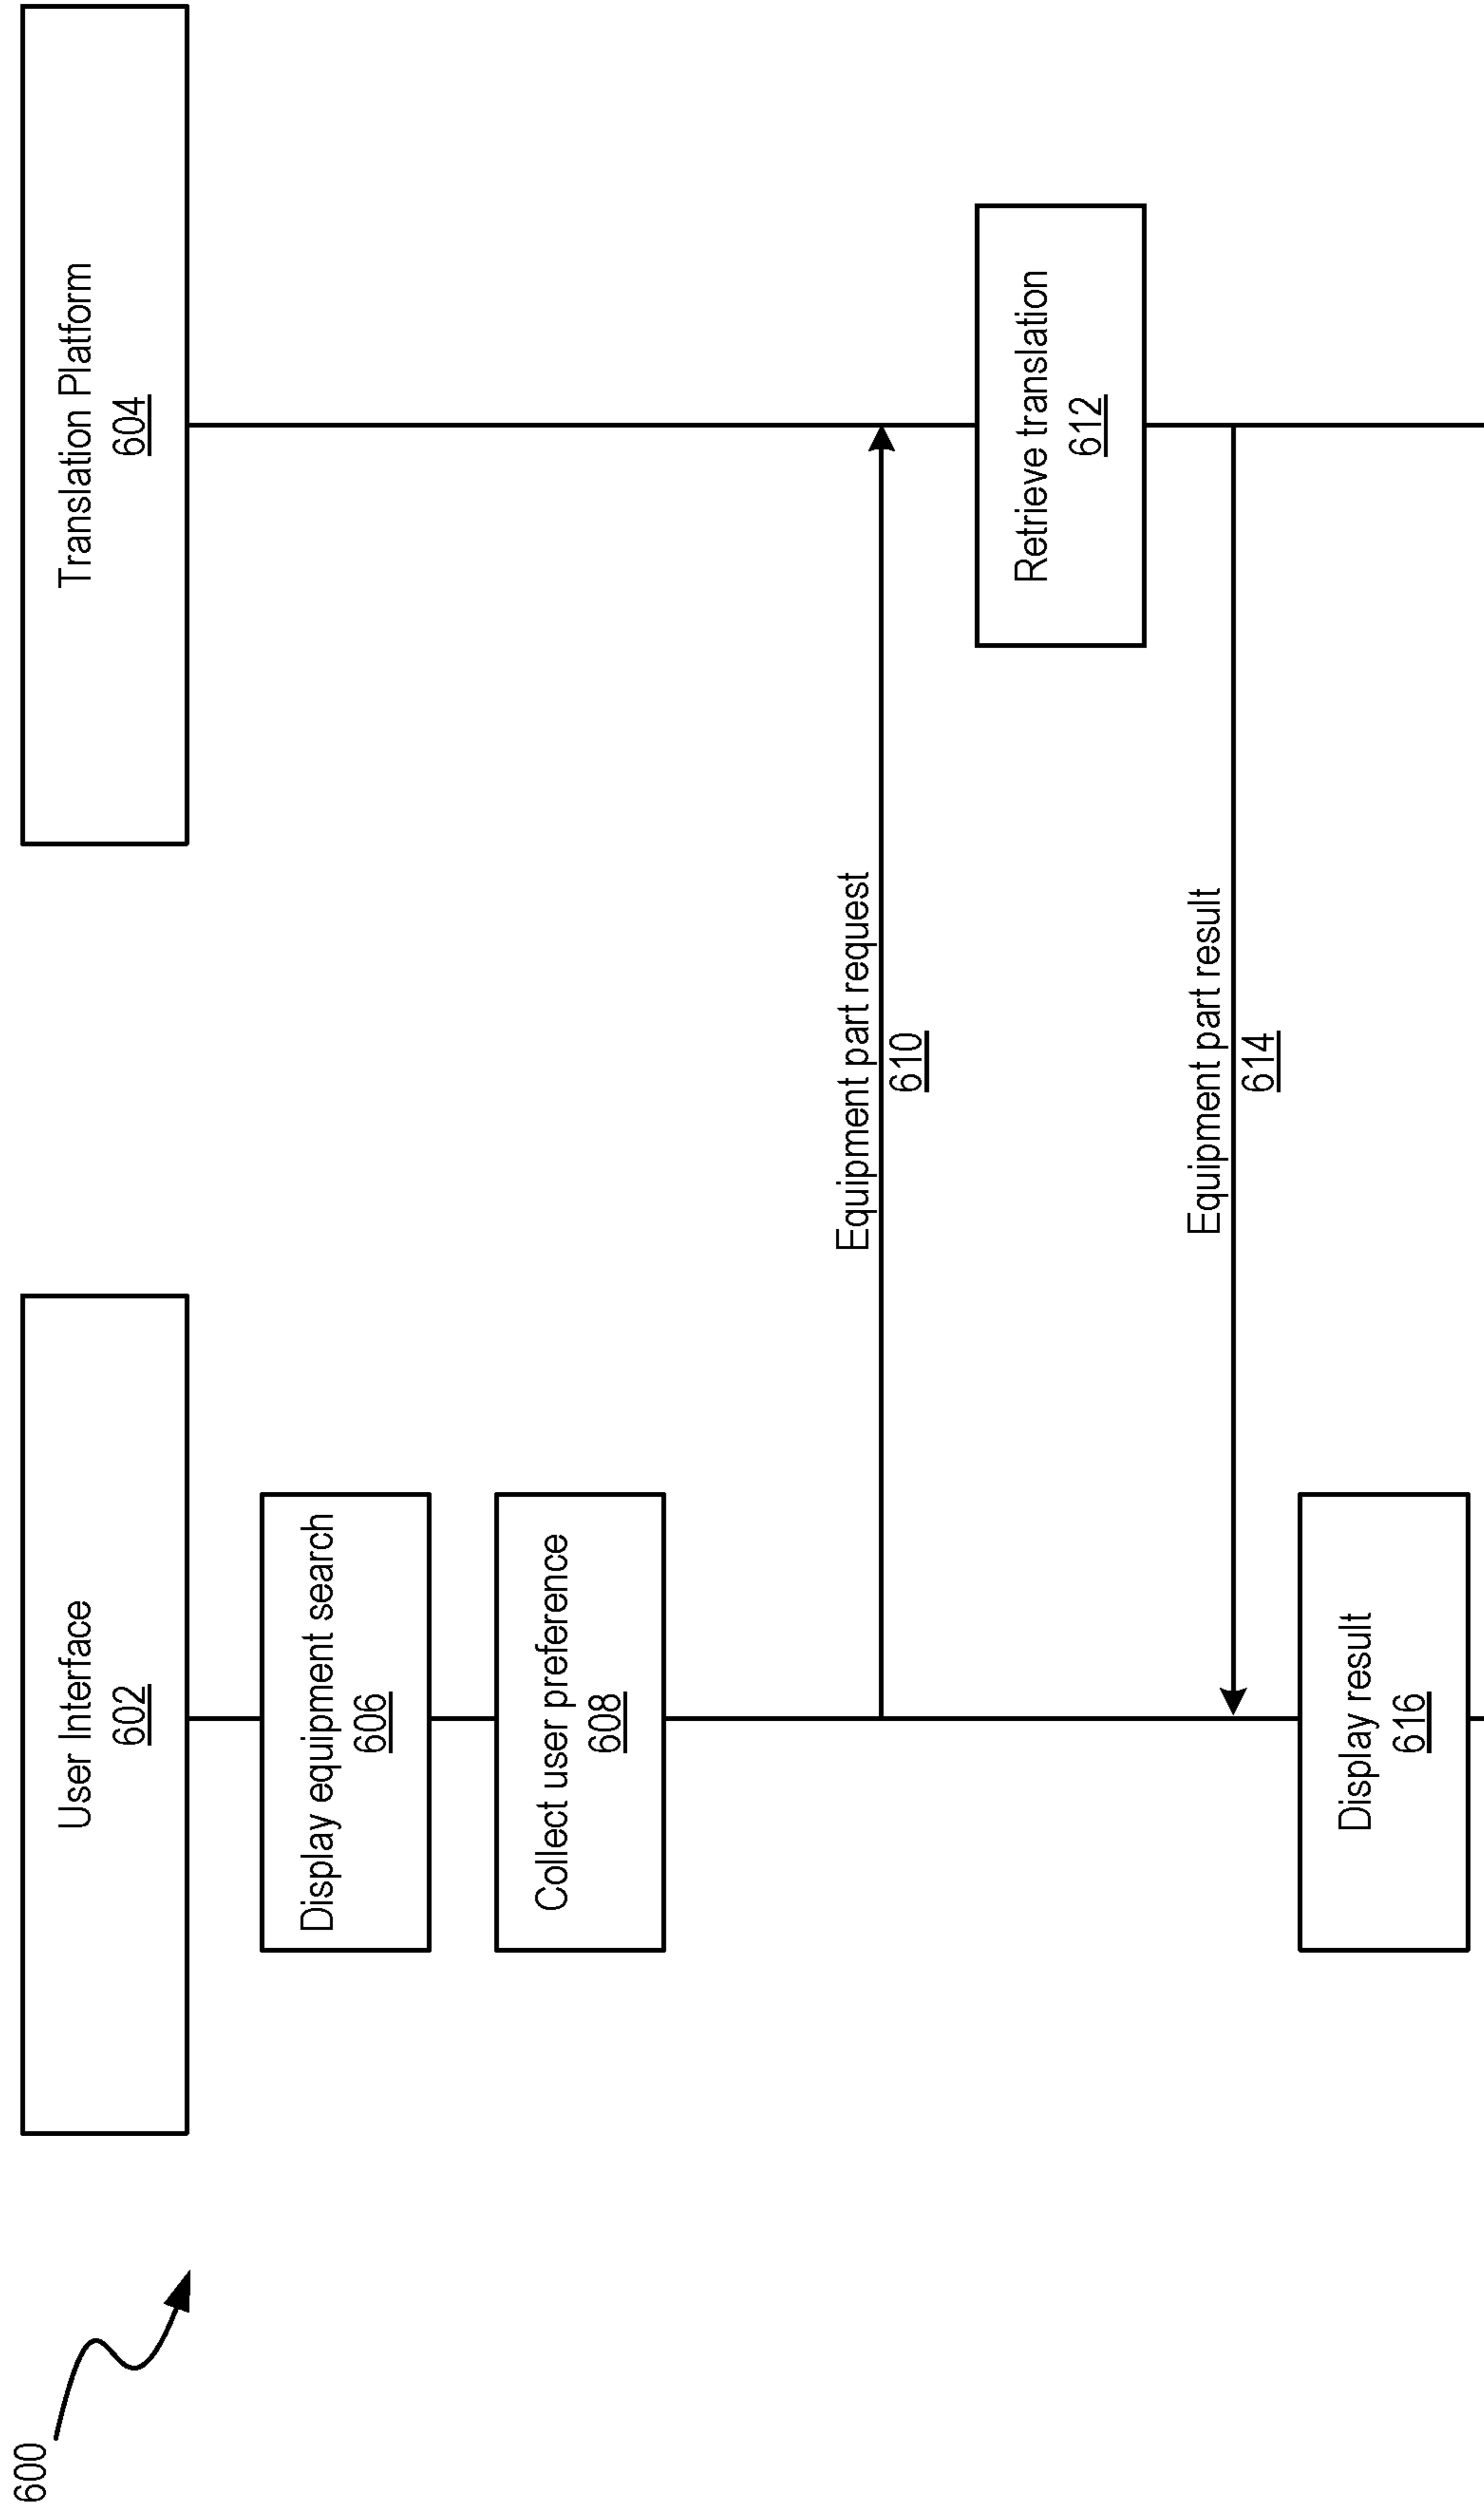 600
User Interface
602
Translation Platform
604
Display equipment search
606
Collect user preference
608
Equipment part request
610
Retrieve translation
612
Equipment part result
614
Display result
616